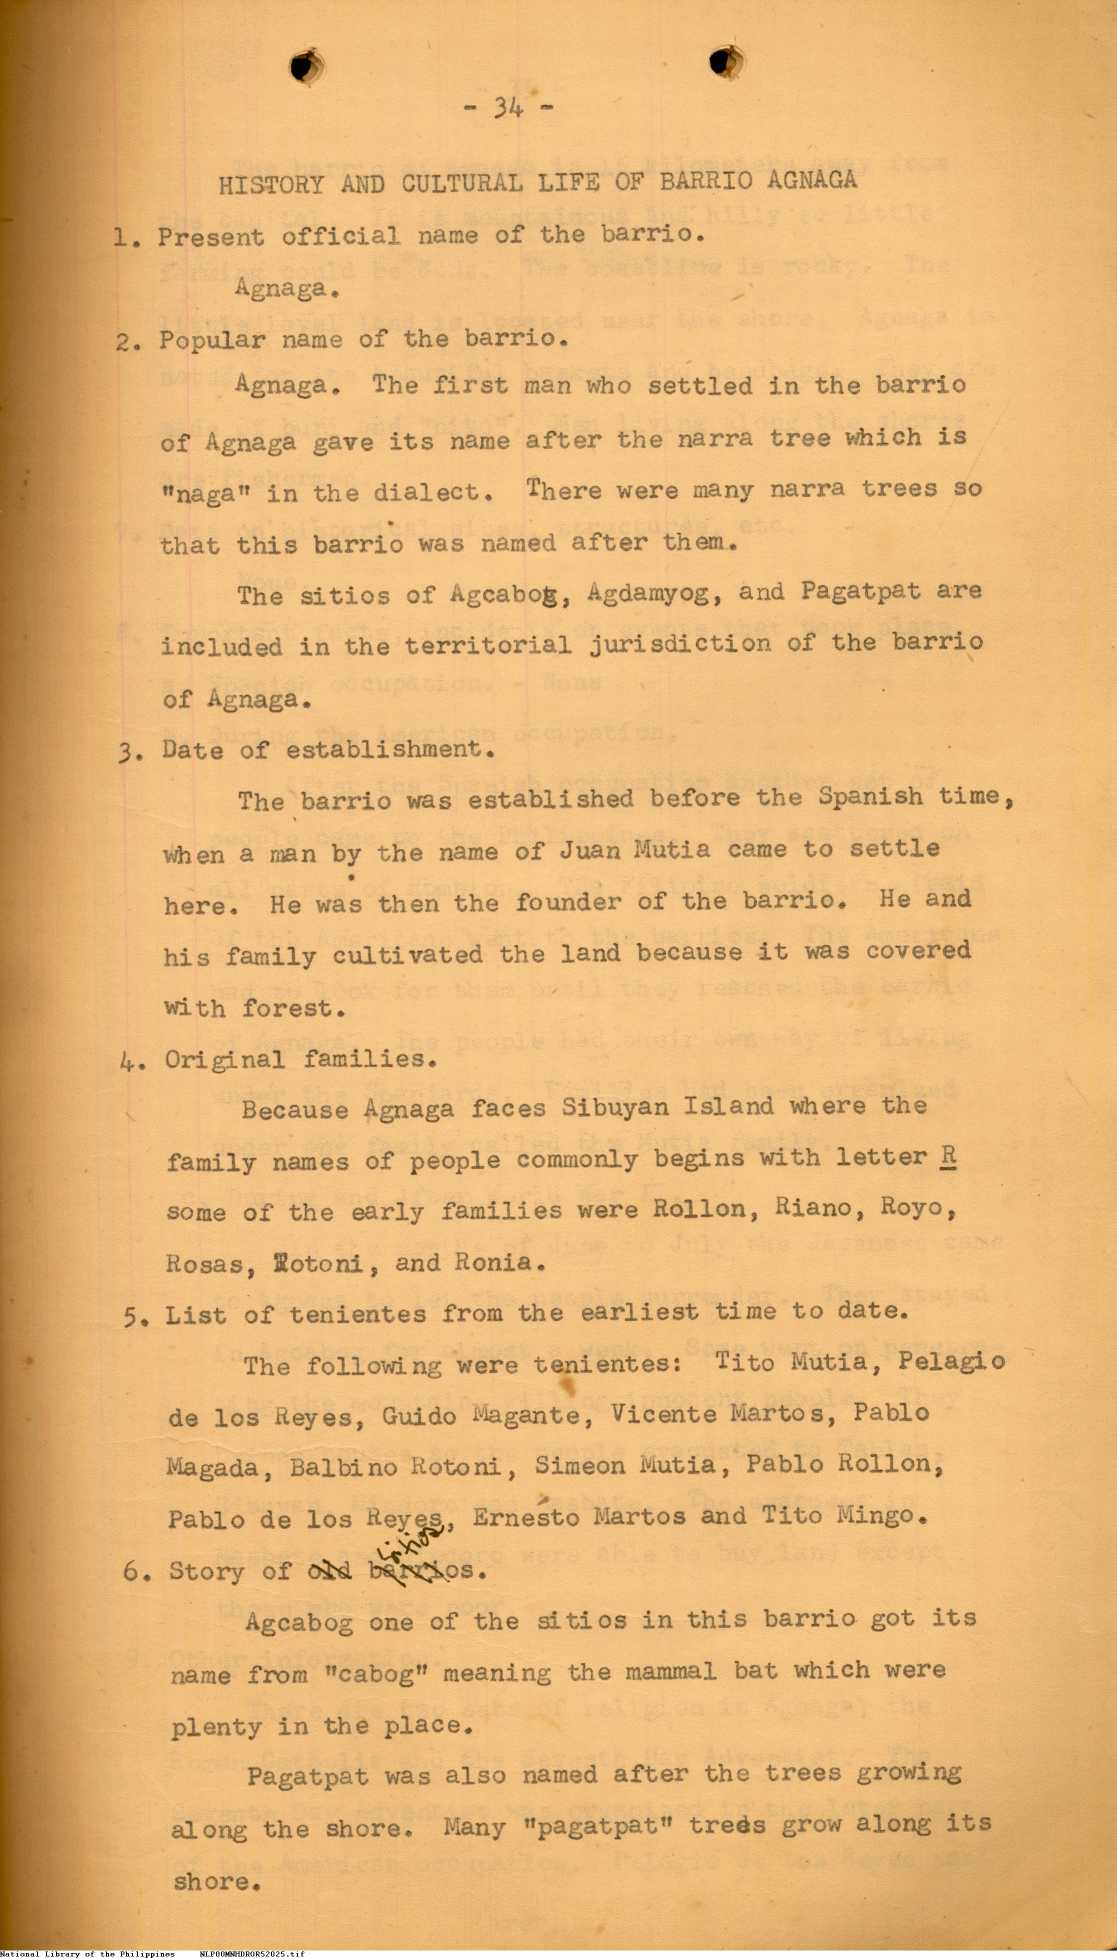 - 34 -
HISTORY AND CULTURAL LIFE OF BARRIO AGNAGA
1. Present official name of the barrio.
Agnaga.
2. Popular name of the barrio.
Agnaga. The first man who settled in the barrio
of Agnaga gave its name after the narra tree which is
"naga" in the dialect. There were many narra trees so
that this barrio was named after them.
The sitios of Agcabog, Agdamyog, and Pagatpat are
included in the territorial jurisdiction of the barrio
of Agnaga.
3. Date of establishment.
The barrio was established before the Spanish time,
when a man by the name of Juan Mutia came to settle
here. He was then the founder of the barrio. He and
his family cultivated the land because it was covered
with forest.
4. Original families.
Because Agnaga faces Sibuyan Island where the
family names of people commonly begins with letter R
some of the early families were Rollon, Riano, Royo,
Rosas, Rotoni, and Ronia.
5. List of tenientes from the earliest time to date.
The following were tenientes: Tito Mutia, Pelagio
de los Reyes, Guido Magante, Vicente Martos, Pablo
Magada, Balbino Rotoni, Simeon Mutia, Pablo Rollon,
Pablo de los Reyes, Ernesto Martos and Tito Mingo.
sitios
6. Story of old barrios.
Agcabog one of the sitios in this barrio got its
name from "cabog" meaning the mammal bat which were
plenty in the place.
Pagatpat was also named after the trees growing
along the shore. Many "pagatpat" trees grow along its
shore.
National Library of the Philippines NLPOOMNHDROR52025.tif